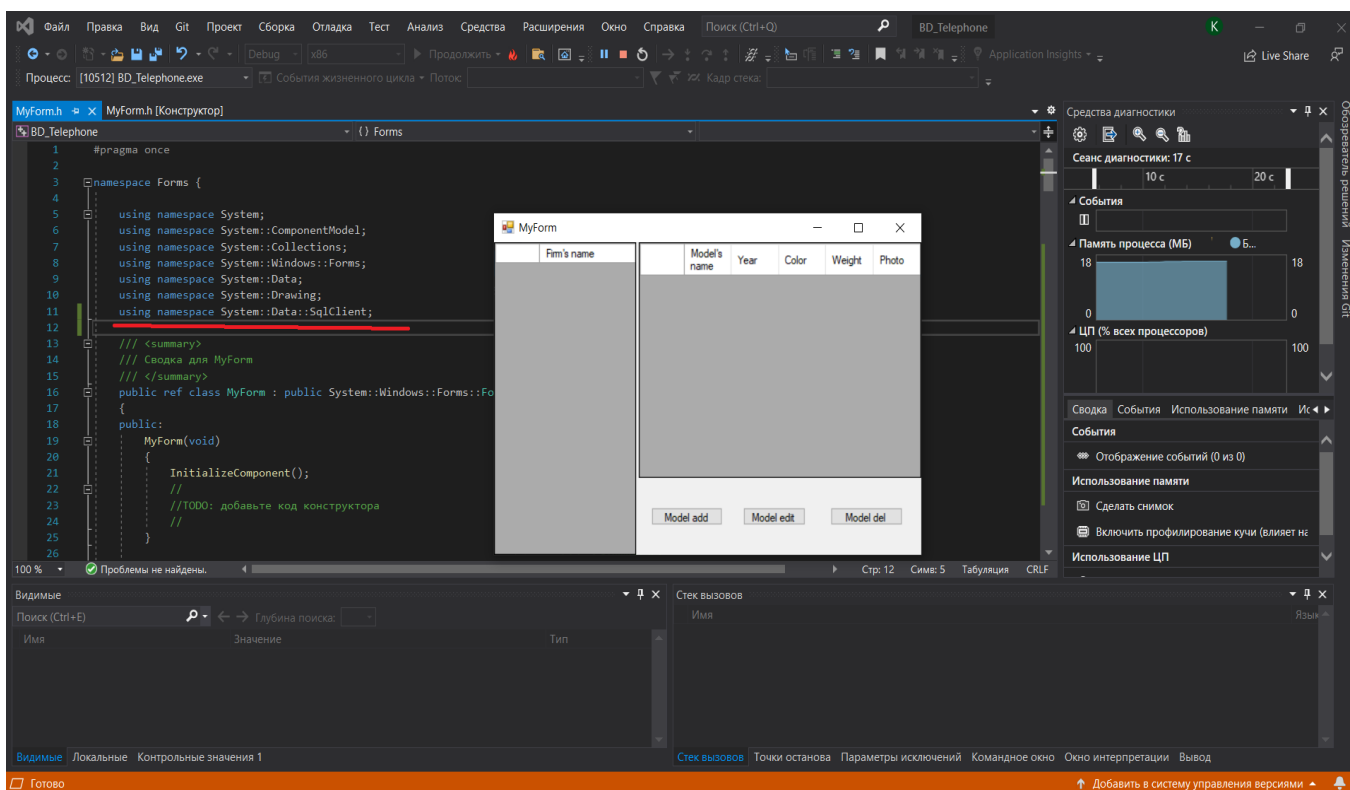 Файл Правка Вид Git Проект Сборка Отладка Тест Анализ Средства Расширения Окно Справка Поиск (Ctrl+Q) BD_Telephone K
Debug x86 Продолжить Application Insights Live Share
Процесс: [10512] BD_Telephone.exe События жизненного цикла Поток: Кадр стека:
MyForm.h MyForm.h [Конструктор]
BD_Telephone {} Forms
1 #pragma once
2
3 namespace Forms {
4
5 using namespace System;
6 using namespace System::ComponentModel;
7 using namespace System::Collections;
8 using namespace System::Windows::Forms;
9 using namespace System::Data;
10 using namespace System::Drawing;
11 using namespace System::Data::SqlClient;
12
13 /// <summary>
14 /// Сводка для MyForm
15 /// </summary>
16 public ref class MyForm : public System::Windows::Forms::Fo
17 {
18 public:
19 MyForm(void)
20 {
21 InitializeComponent();
22 //
23 //TODO: добавьте код конструктора
24 //
25 }
26
100 % Проблемы не найдены. Стр: 12 Симв: 5 Табуляция CRLF
MyForm
Firm's name
Model's name Year Color Weight Photo
Model add Model edit Model del
Средства диагностики
Сеанс диагностики: 17 с
10 с 20 с
События
Память процесса (МБ) Б...
18 18
0 0
ЦП (% всех процессоров)
100 100
Сводка События Использование памяти Ис
События
Отображение событий (0 из 0)
Использование памяти
Сделать снимок
Включить профилирование кучи (влияет на
Использование ЦП
Обозреватель решений Изменения Git
Видимые
Поиск (Ctrl+E) Глубина поиска:
Имя Значение Тип
Видимые Локальные Контрольные значения 1
Стек вызовов
Имя Язык
Стек вызовов Точки останова Параметры исключений Командное окно Окно интерпретации Вывод
Готово Добавить в систему управления версиями